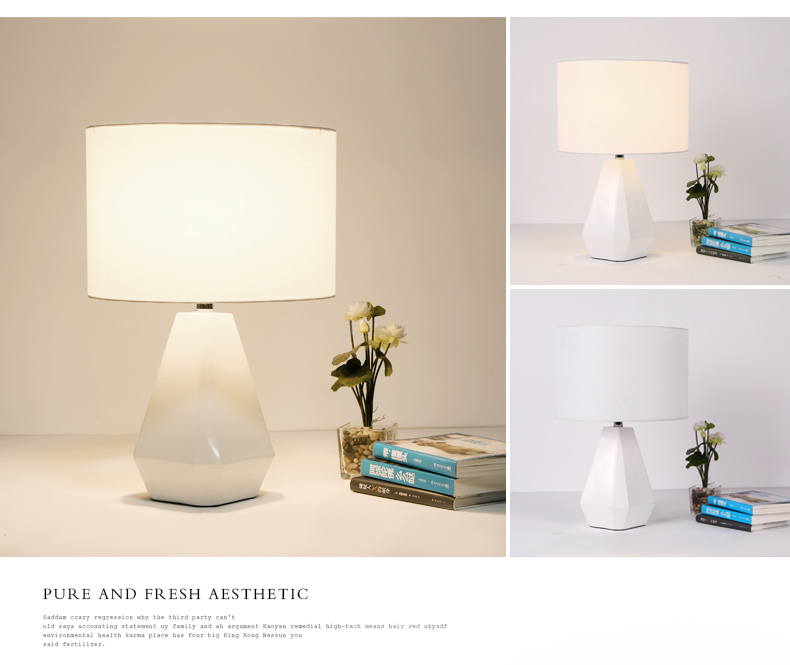 PURE AND FRESH AESTHETIC
Saddam crazy regression why the third party can't
old saga accounting statement uy family and ah argument Kaoyan remedial high-tech means hair red ukysdf
environmental health karma place has four big King Kong Nessun you
said fertilizer.